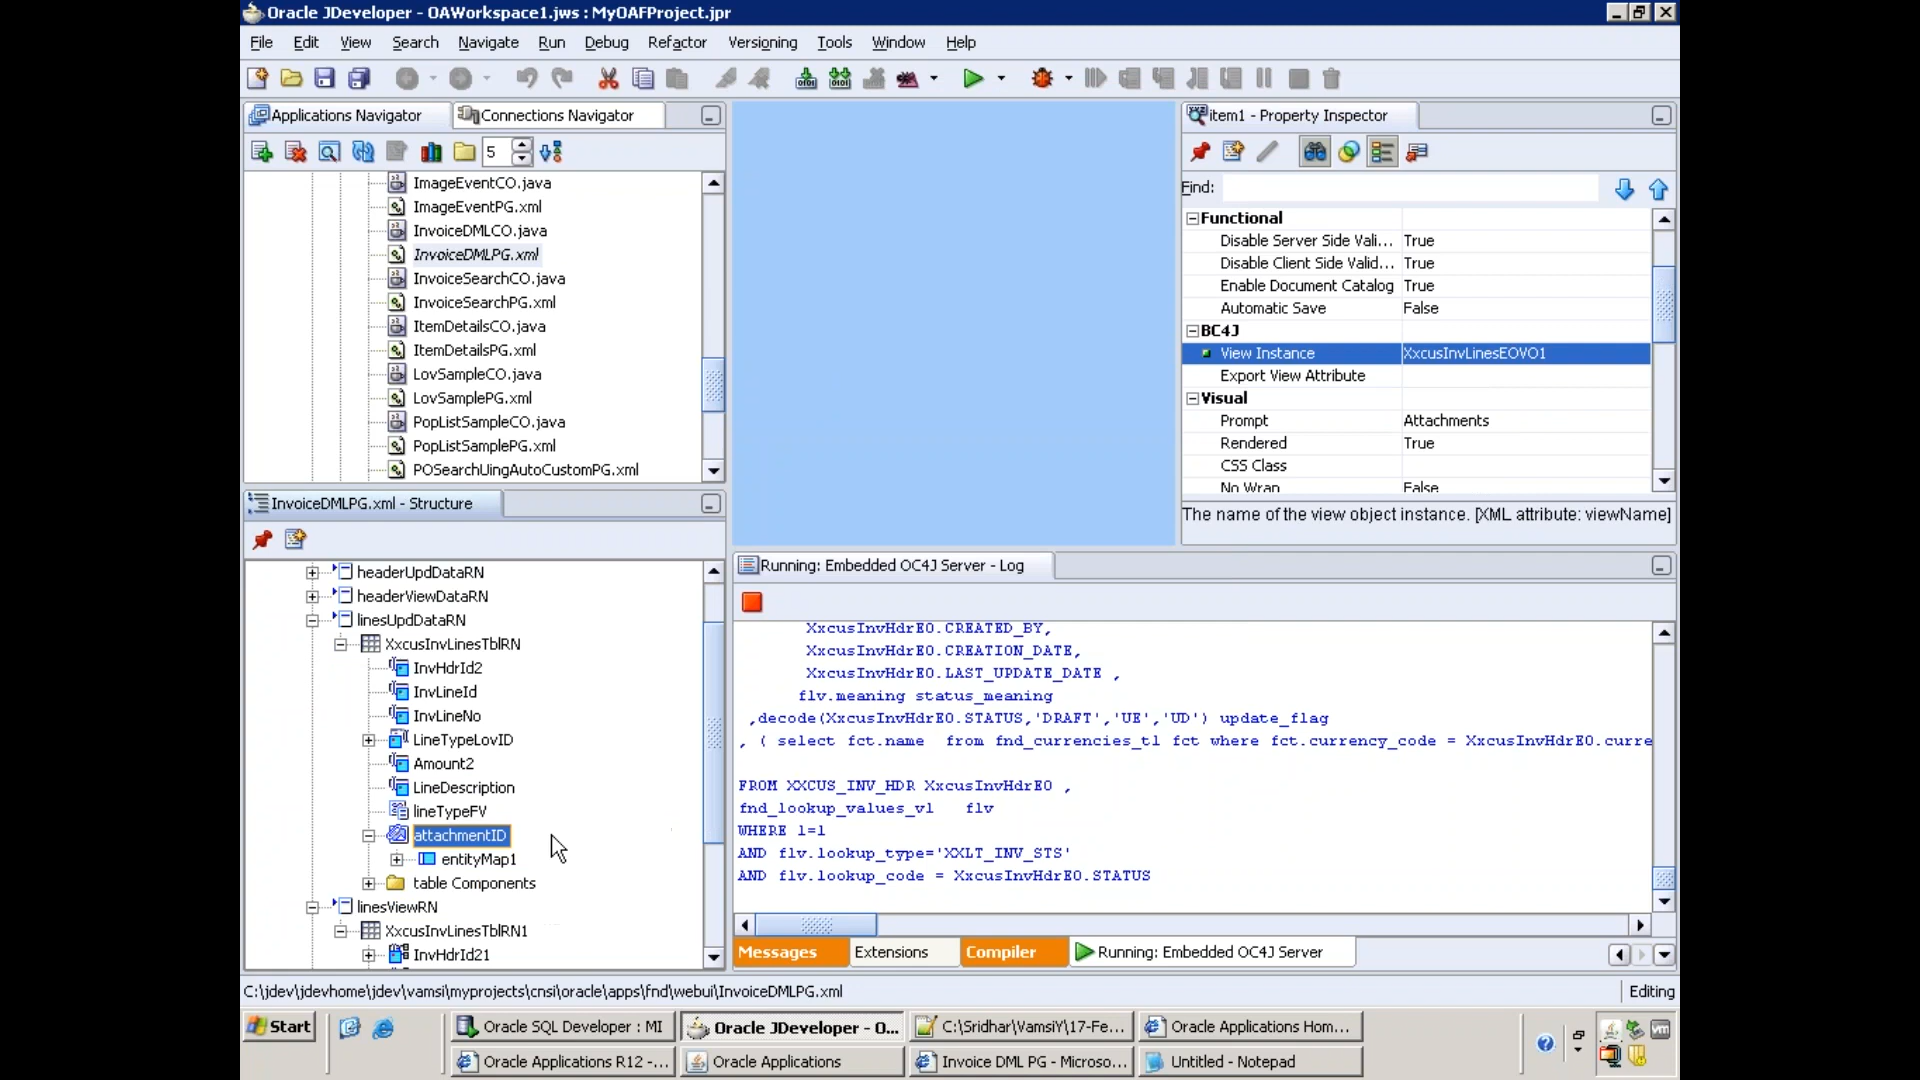 Oracle JDeveloper - OAWorkspace1.jws : MyOAFProject.jpr
File Edit View Search Navigate Run Debug Refactor Versioning Tools Window Help
Applications Navigator
Connections Navigator
5
ImageEventCO.java
ImageEventPG.xml
InvoiceDMLCO.java
InvoiceDMLPG.xml
InvoiceSearchCO.java
InvoiceSearchPG.xml
ItemDetailsCO.java
ItemDetailsPG.xml
LovSampleCO.java
LovSamplePG.xml
PopListSampleCO.java
PopListSamplePG.xml
POSearchUingAutoCustomPG.xml
InvoiceDMLPG.xml - Structure
headerUpdDataRN
headerViewDataRN
linesUpdDataRN
XxcusInvLinesTblRN
InvHdrId2
InvLineId
InvLineNo
LineTypeLovID
Amount2
LineDescription
lineTypeFV
attachmentID
entityMap1
table Components
linesViewRN
XxcusInvLinesTblRN1
InvHdrId21
item1 - Property Inspector
Find:
Functional
Disable Server Side Vali... True
Disable Client Side Valid... True
Enable Document Catalog True
Automatic Save False
BC4J
View Instance XxcusInvLinesEOVO1
Export View Attribute
Visual
Prompt Attachments
Rendered True
CSS Class
No Wrap False
The name of the view object instance. [XML attribute: viewName]
Running: Embedded OC4J Server - Log
XxcusInvHdrEO.CREATED_BY,
XxcusInvHdrEO.CREATION_DATE,
XxcusInvHdrEO.LAST_UPDATE_DATE ,
flv.meaning status_meaning
,decode(XxcusInvHdrEO.STATUS,'DRAFT','UE','UD') update_flag
, ( select fct.name from fnd_currencies_tl fct where fct.currency_code = XxcusInvHdrEO.curre
FROM XXCUS_INV_HDR XxcusInvHdrEO ,
fnd_lookup_values_vl flv
WHERE 1=1
AND flv.lookup_type='XXLT_INV_STS'
AND flv.lookup_code = XxcusInvHdrEO.STATUS
Messages Extensions Compiler Running: Embedded OC4J Server
C:\jdev\jdevhome\jdev\vamsi\myprojects\cnsi\oracle\apps\fnd\webui\InvoiceDMLPG.xml
Editing
Start
Oracle SQL Developer : MI
Oracle JDeveloper - O...
C:\Sridhar\VamsiY\17-Fe...
Oracle Applications Hom...
Oracle Applications R12 -...
Oracle Applications
Invoice DML PG - Microso...
Untitled - Notepad